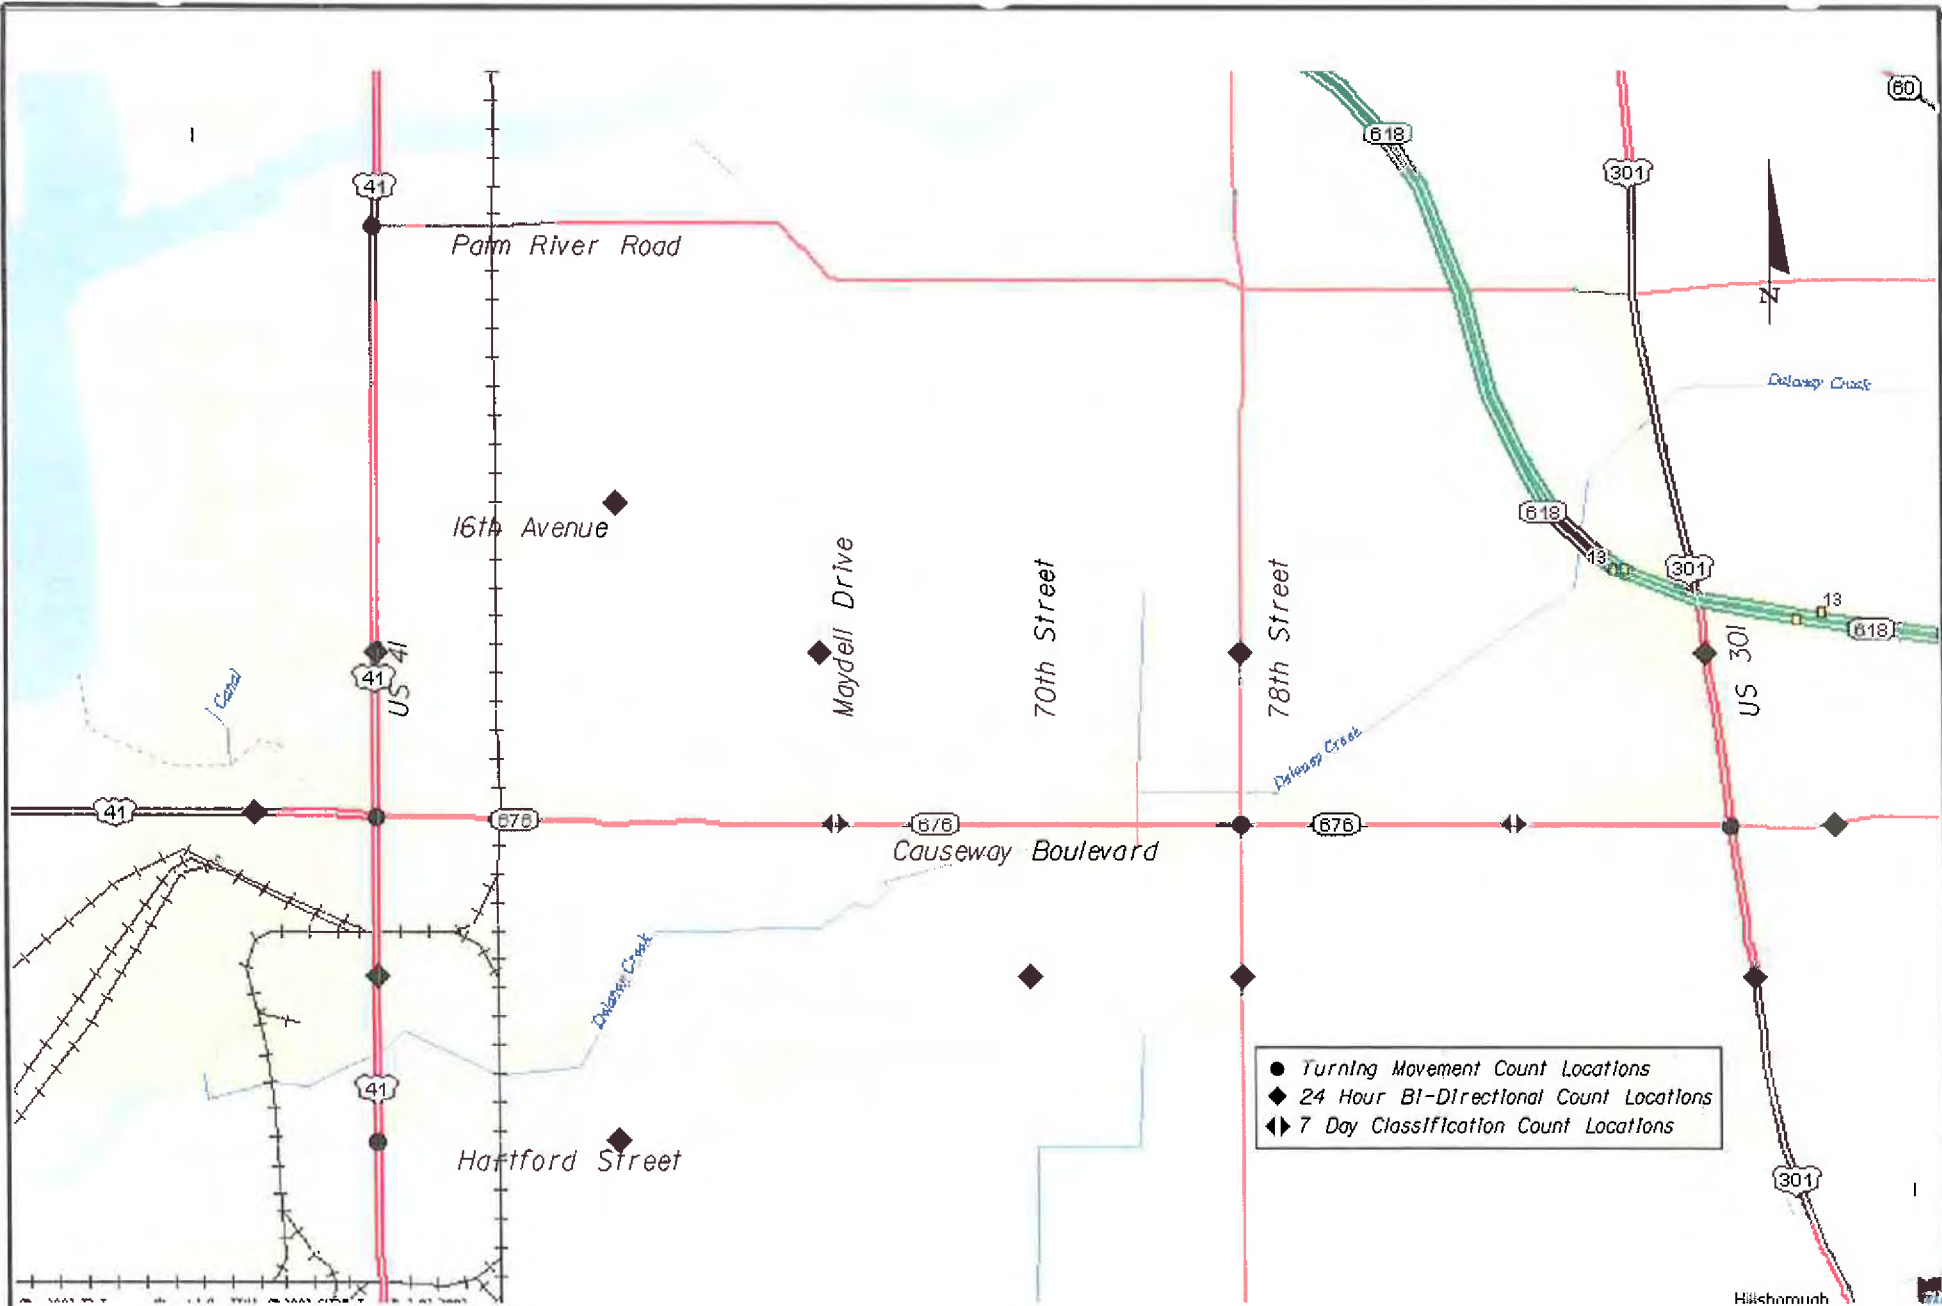 60
618
41
301
Palm River Road
N
Delaney Creek
16th Avenue
618
13
301
Maydell Drive
70th Street
78th Street
13
618
US 41
41
US 301
Canal
Delaney Creek
41
676
676
676
Causeway Boulevard
Delaney Creek
41
Turning Movement Count Locations
24 Hour Bi-Directional Count Locations
7 Day Classification Count Locations
Hartford Street
301
Hillsborough